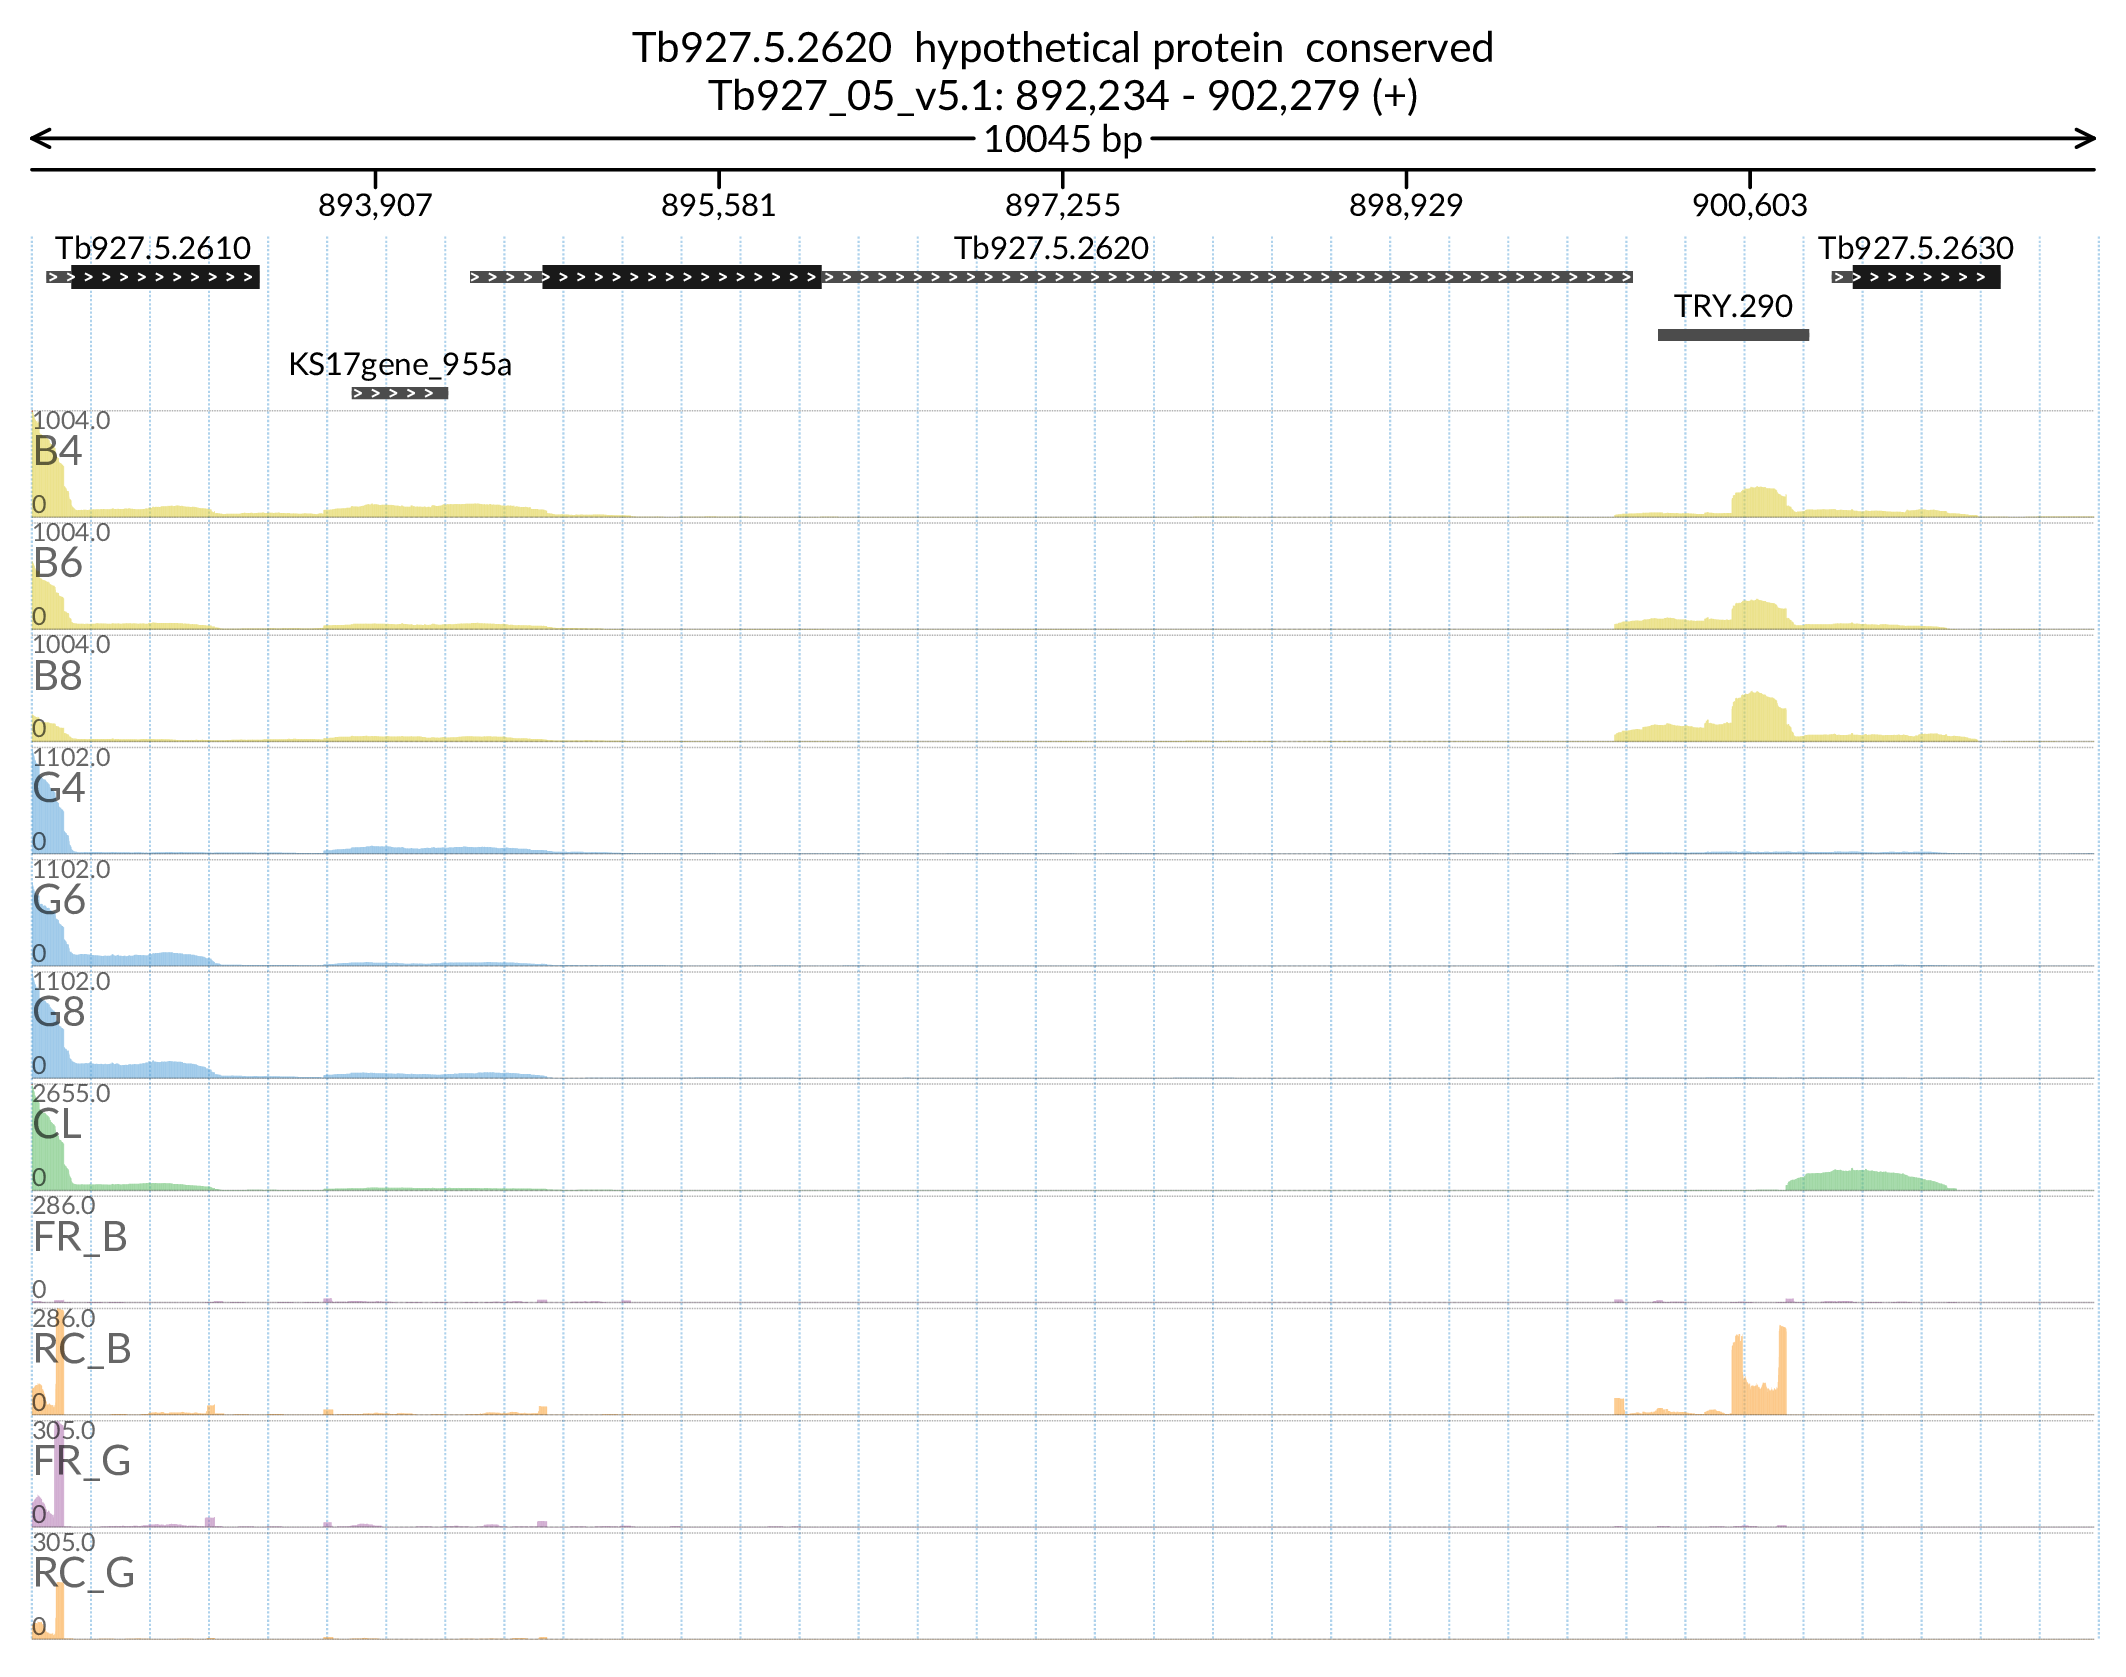 Tb927.5.2620 hypothetical protein conserved
Tb927_05_v5.1: 892,234 - 902,279 (+)
10045 bp
893,907 895,581 897,255 898,929 900,603
Tb927.5.2610 Tb927.5.2620 Tb927.5.2630
TRY.290
KS17gene_955a
1004.0
B4
0
1004.0
B6
0
1004.0
B8
0
1102.0
G4
0
1102.0
G6
0
1102.0
G8
0
2655.0
CL
0
286.0
FR_B
0
286.0
RC_B
0
305.0
FR_G
0
305.0
RC_G
0